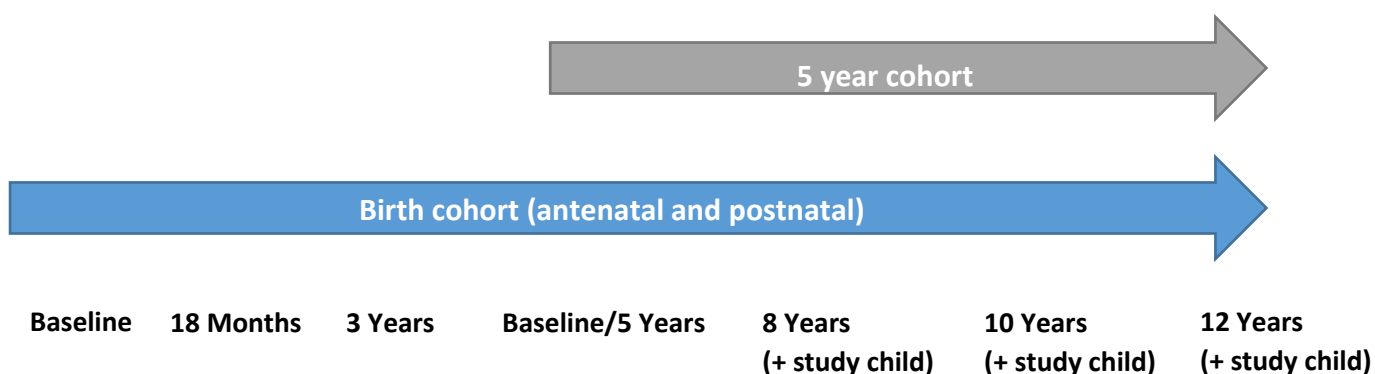 5 year cohort
Birth cohort (antenatal and postnatal)
Baseline 18 Months 3 Years Baseline/5 Years 8 Years 10 Years 12 Years
(+ study child) (+ study child) (+ study child)